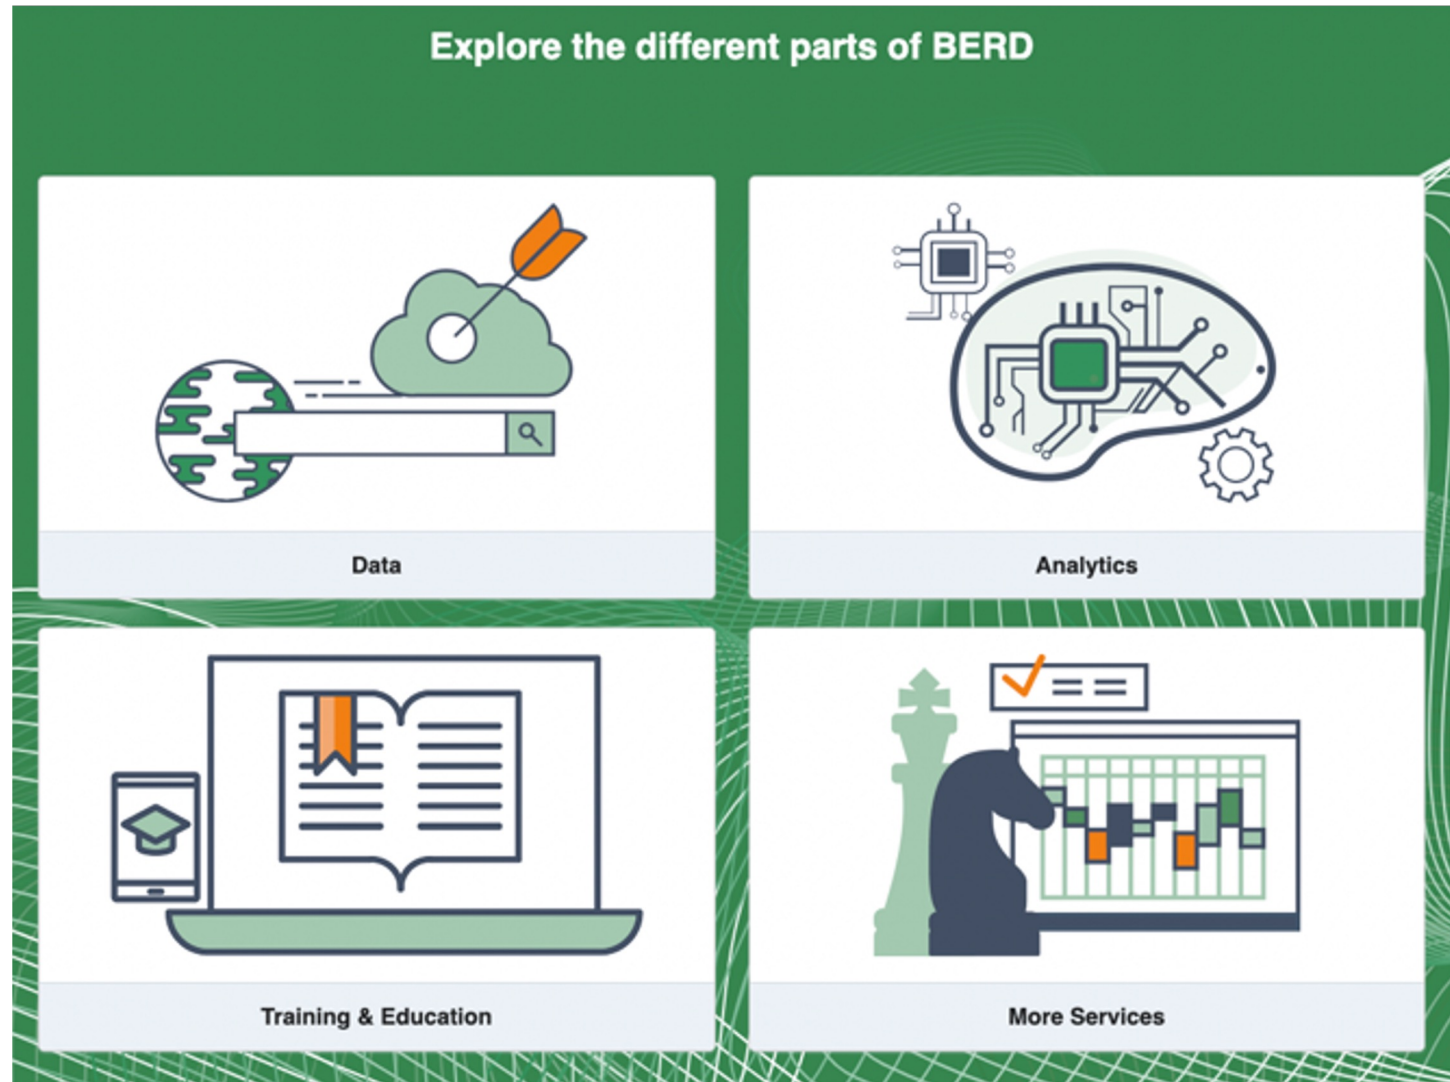 Explore the different parts of BERD
Data
Analytics
Training & Education
More Services